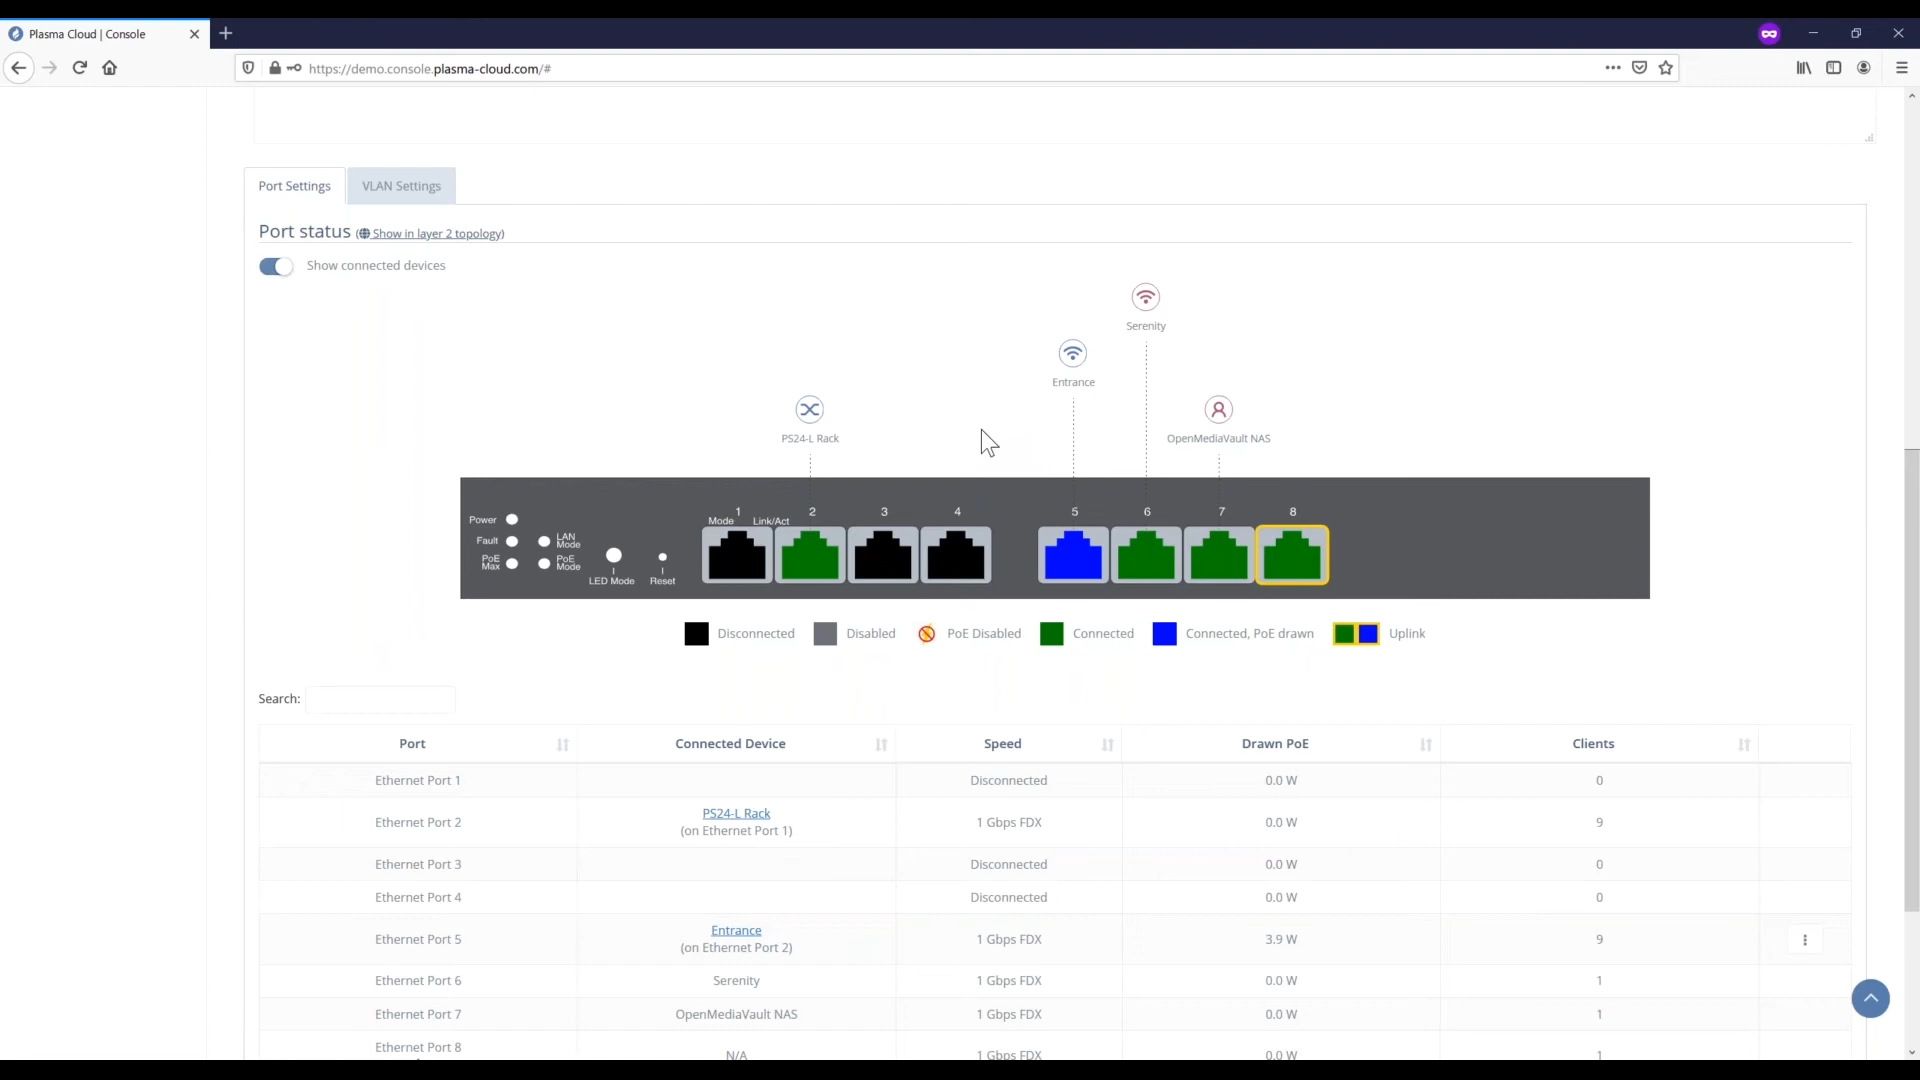 Plasma Cloud | Console
https://demo.console.plasma-cloud.com/#
Port Settings
VLAN Settings
Port status ( Show in layer 2 topology)
Show connected devices
Serenity
Entrance
PS24-L Rack
OpenMediaVault NAS
1 2 3 4 5 6 7 8
Mode Link/Act
Power
Fault
PoE
Max
LAN
Mode
PoE
Mode
LED Mode
Reset
Disconnected Disabled PoE Disabled Connected Connected, PoE drawn Uplink
Search:
Port Connected Device Speed Drawn PoE Clients
Ethernet Port 1 Disconnected 0.0 W 0
Ethernet Port 2 PS24-L Rack (on Ethernet Port 1) 1 Gbps FDX 0.0 W 9
Ethernet Port 3 Disconnected 0.0 W 0
Ethernet Port 4 Disconnected 0.0 W 0
Ethernet Port 5 Entrance (on Ethernet Port 2) 1 Gbps FDX 3.9 W 9
Ethernet Port 6 Serenity 1 Gbps FDX 0.0 W 1
Ethernet Port 7 OpenMediaVault NAS 1 Gbps FDX 0.0 W 1
Ethernet Port 8 N/A 1 Gbps FDX 0.0 W 1